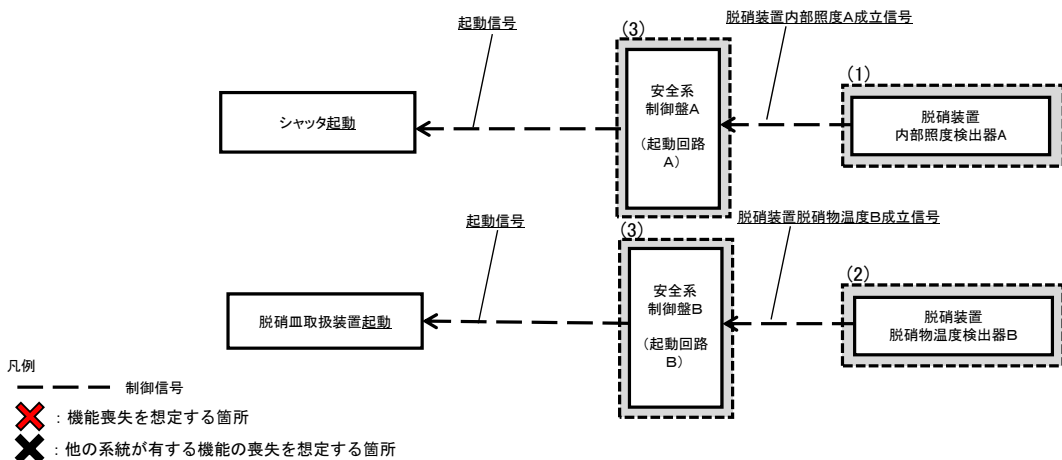 起動信号
(3)
脱硝装置内部照度A成立信号
(1)
シャッタ起動
安全系
制御盤A
(起動回路
A)
脱硝装置
内部照度検出器A
起動信号
(3)
脱硝装置脱硝物温度B成立信号
(2)
脱硝皿取扱装置起動
安全系
制御盤B
(起動回路
B)
脱硝装置
脱硝物温度検出器B
凡例
制御信号
：機能喪失を想定する箇所
：他の系統が有する機能の喪失を想定する箇所